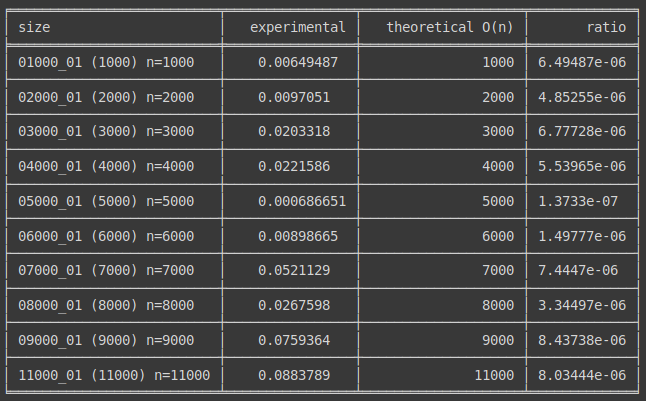 size experimental theoretical O(n) ratio
01000_01 (1000) n=1000 0.00649487 1000 6.49487e-06
02000_01 (2000) n=2000 0.0097051 2000 4.85255e-06
03000_01 (3000) n=3000 0.0203318 3000 6.77728e-06
04000_01 (4000) n=4000 0.0221586 4000 5.53965e-06
05000_01 (5000) n=5000 0.000686651 5000 1.3733e-07
06000_01 (6000) n=6000 0.00898665 6000 1.49777e-06
07000_01 (7000) n=7000 0.0521129 7000 7.4447e-06
08000_01 (8000) n=8000 0.0267598 8000 3.34497e-06
09000_01 (9000) n=9000 0.0759364 9000 8.43738e-06
11000_01 (11000) n=11000 0.0883789 11000 8.03444e-06